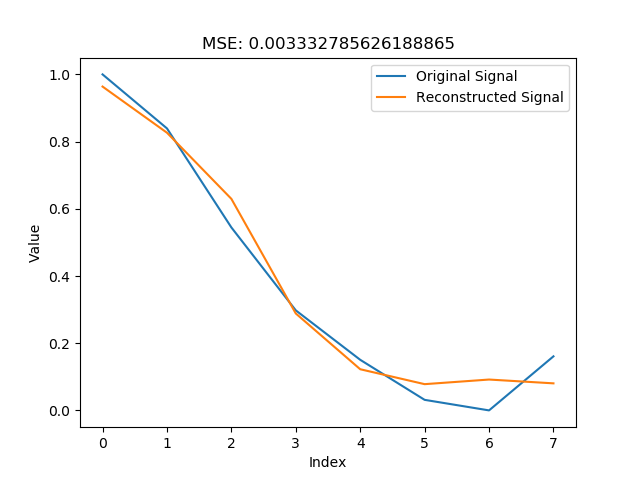 MSE: 0.003332785626188865
Original Signal
Reconstructed Signal
1.0
0.8
0.6
0.4
0.2
0.0
Value
0 1 2 3 4 5 6 7
Index